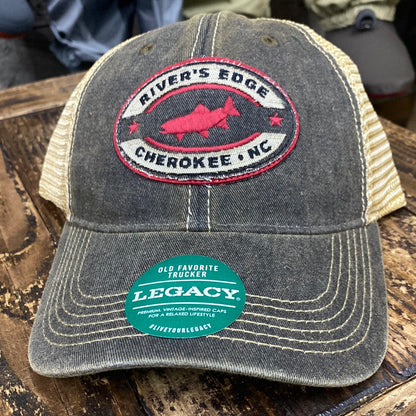 RIVER'S EDGE
CHEROKEE • NC
OLD FAVORITE
TRUCKER
LEGACY®
PREMIUM, VINTAGE-INSPIRED CAPS
FOR A RELAXED LIFESTYLE
#LIVEYOURLEGACY